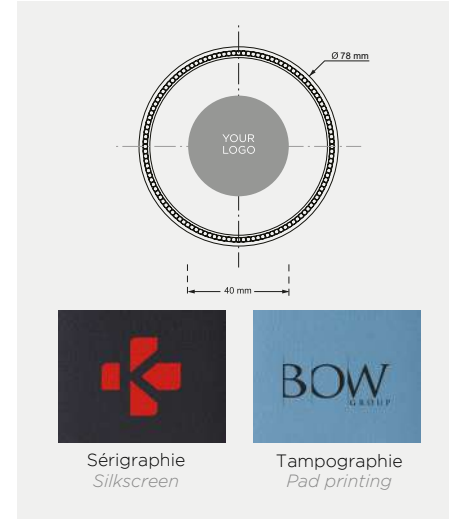 Ø 78 mm
YOUR
LOGO
40 mm
BOW
GROUP
Sérigraphie
Silkscreen
Tampographie
Pad printing